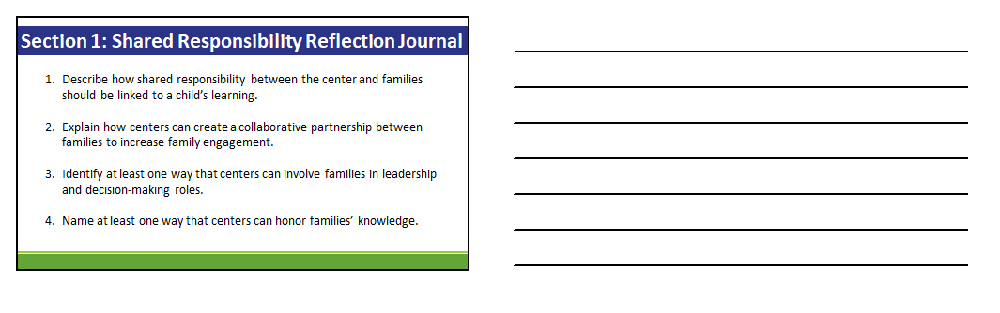 Section 1: Shared Responsibility Reflection Journal
1. Describe how shared responsibility between the center and families
should be linked to a child's learning.
2. Explain how centers can create a collaborative partnership between
families to increase family engagement.
3. Identify at least one way that centers can involve families in leadership
and decision-making roles.
4. Name at least one way that centers can honor families' knowledge.